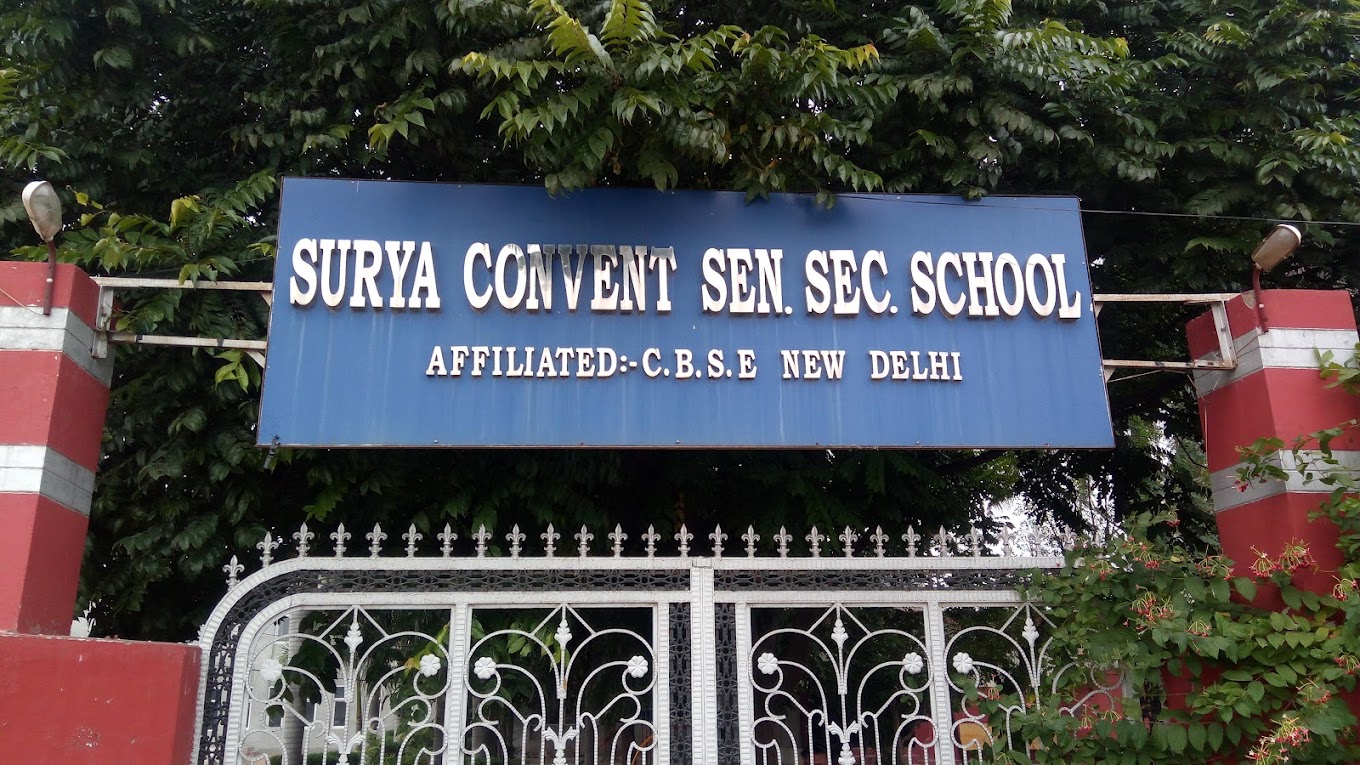 SURYA CONVENT SEN. SEC. SCHOOL
AFFILIATED:-C.B.S.E NEW DELHI